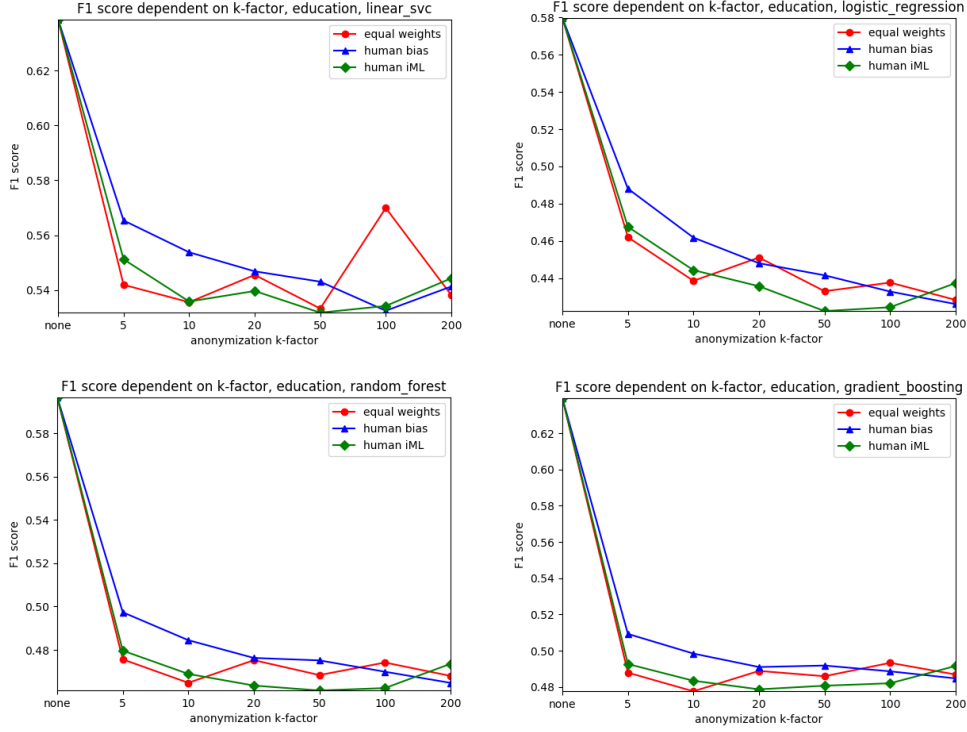 F1 score dependent on k-factor, education, linear_svc
equal weights
human bias
human iML
0.62
0.60
0.58
0.56
0.54
F1 score
none 5 10 20 50 100 200
anonymization k-factor
F1 score dependent on k-factor, education, logistic_regression
equal weights
human bias
human iML
0.58
0.56
0.54
0.52
0.50
0.48
0.46
0.44
F1 score
none 5 10 20 50 100 200
anonymization k-factor
F1 score dependent on k-factor, education, random_forest
equal weights
human bias
human iML
0.58
0.56
0.54
0.52
0.50
0.48
F1 score
none 5 10 20 50 100 200
anonymization k-factor
F1 score dependent on k-factor, education, gradient_boosting
equal weights
human bias
human iML
0.62
0.60
0.58
0.56
0.54
0.52
0.50
0.48
F1 score
none 5 10 20 50 100 200
anonymization k-factor